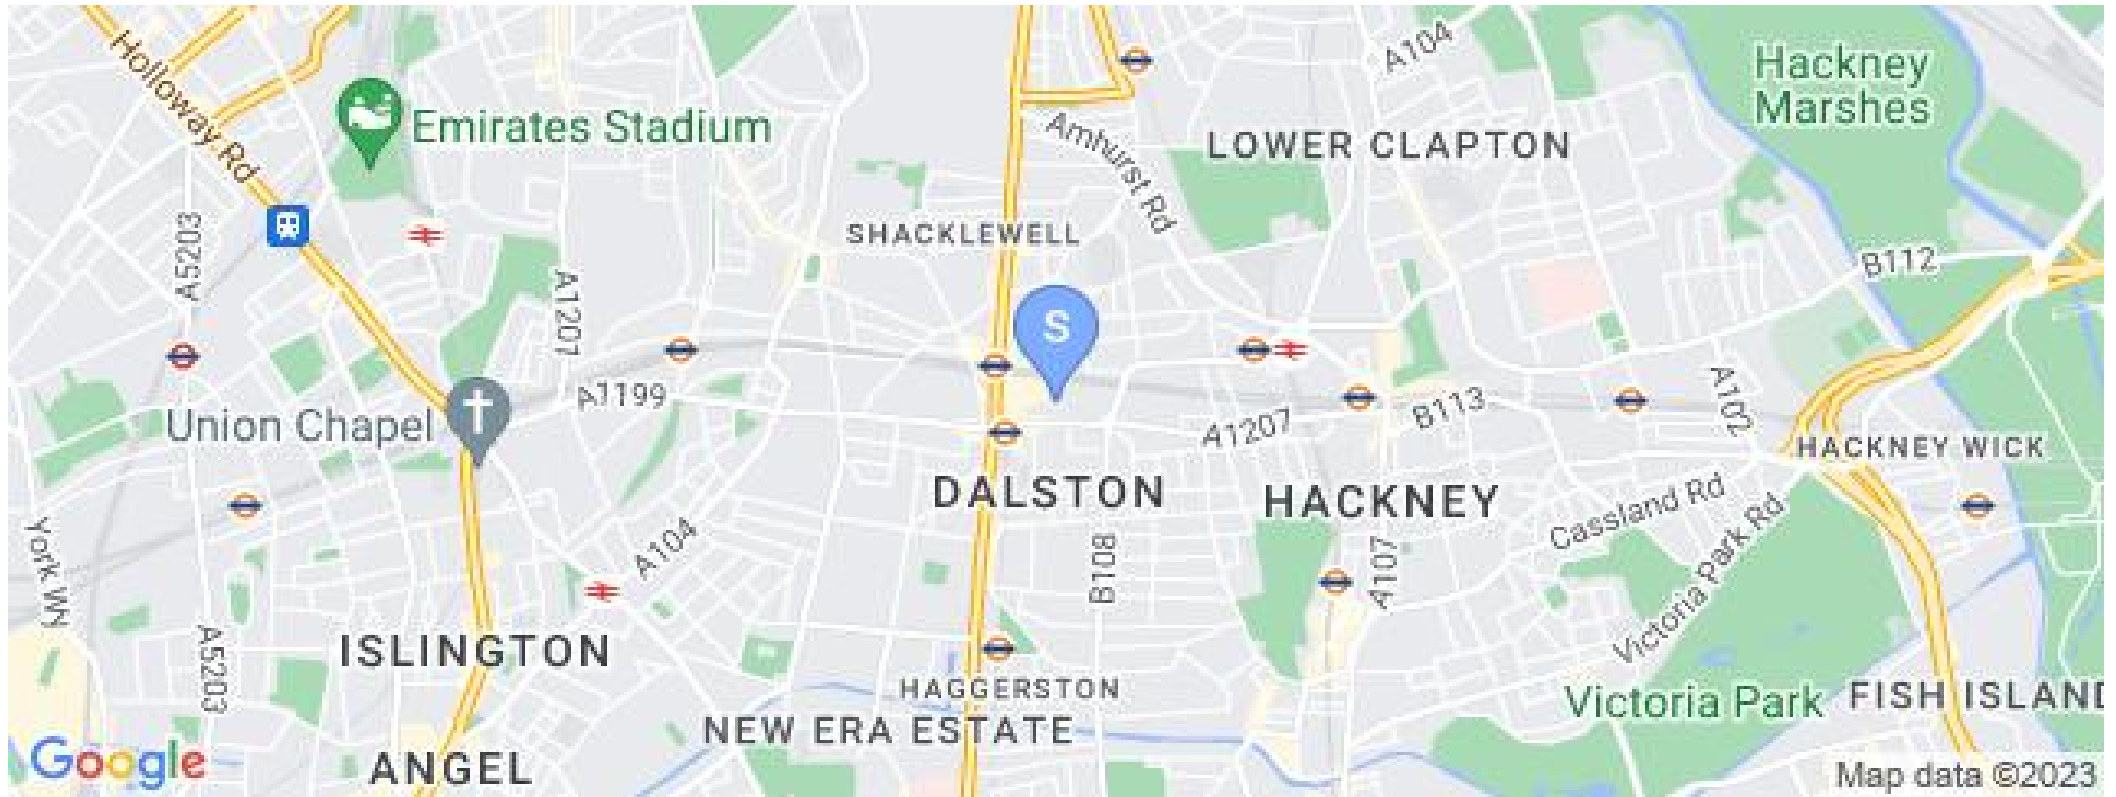 A104
Hackney
Marshes
Holloway Rd
Emirates Stadium
Amhurst Rd
LOWER CLAPTON
A5203
SHACKLEWELL
B112
A1207
S
A1199
A102
Union Chapel
A1207
B113
HACKNEY WICK
DALSTON
HACKNEY
Cassland Rd
York Wy
A104
B108
A107
Victoria Park Rd
ISLINGTON
A5203
HAGGERSTON
Victoria Park
FISH ISLAND
NEW ERA ESTATE
Google
ANGEL
Map data ©2023